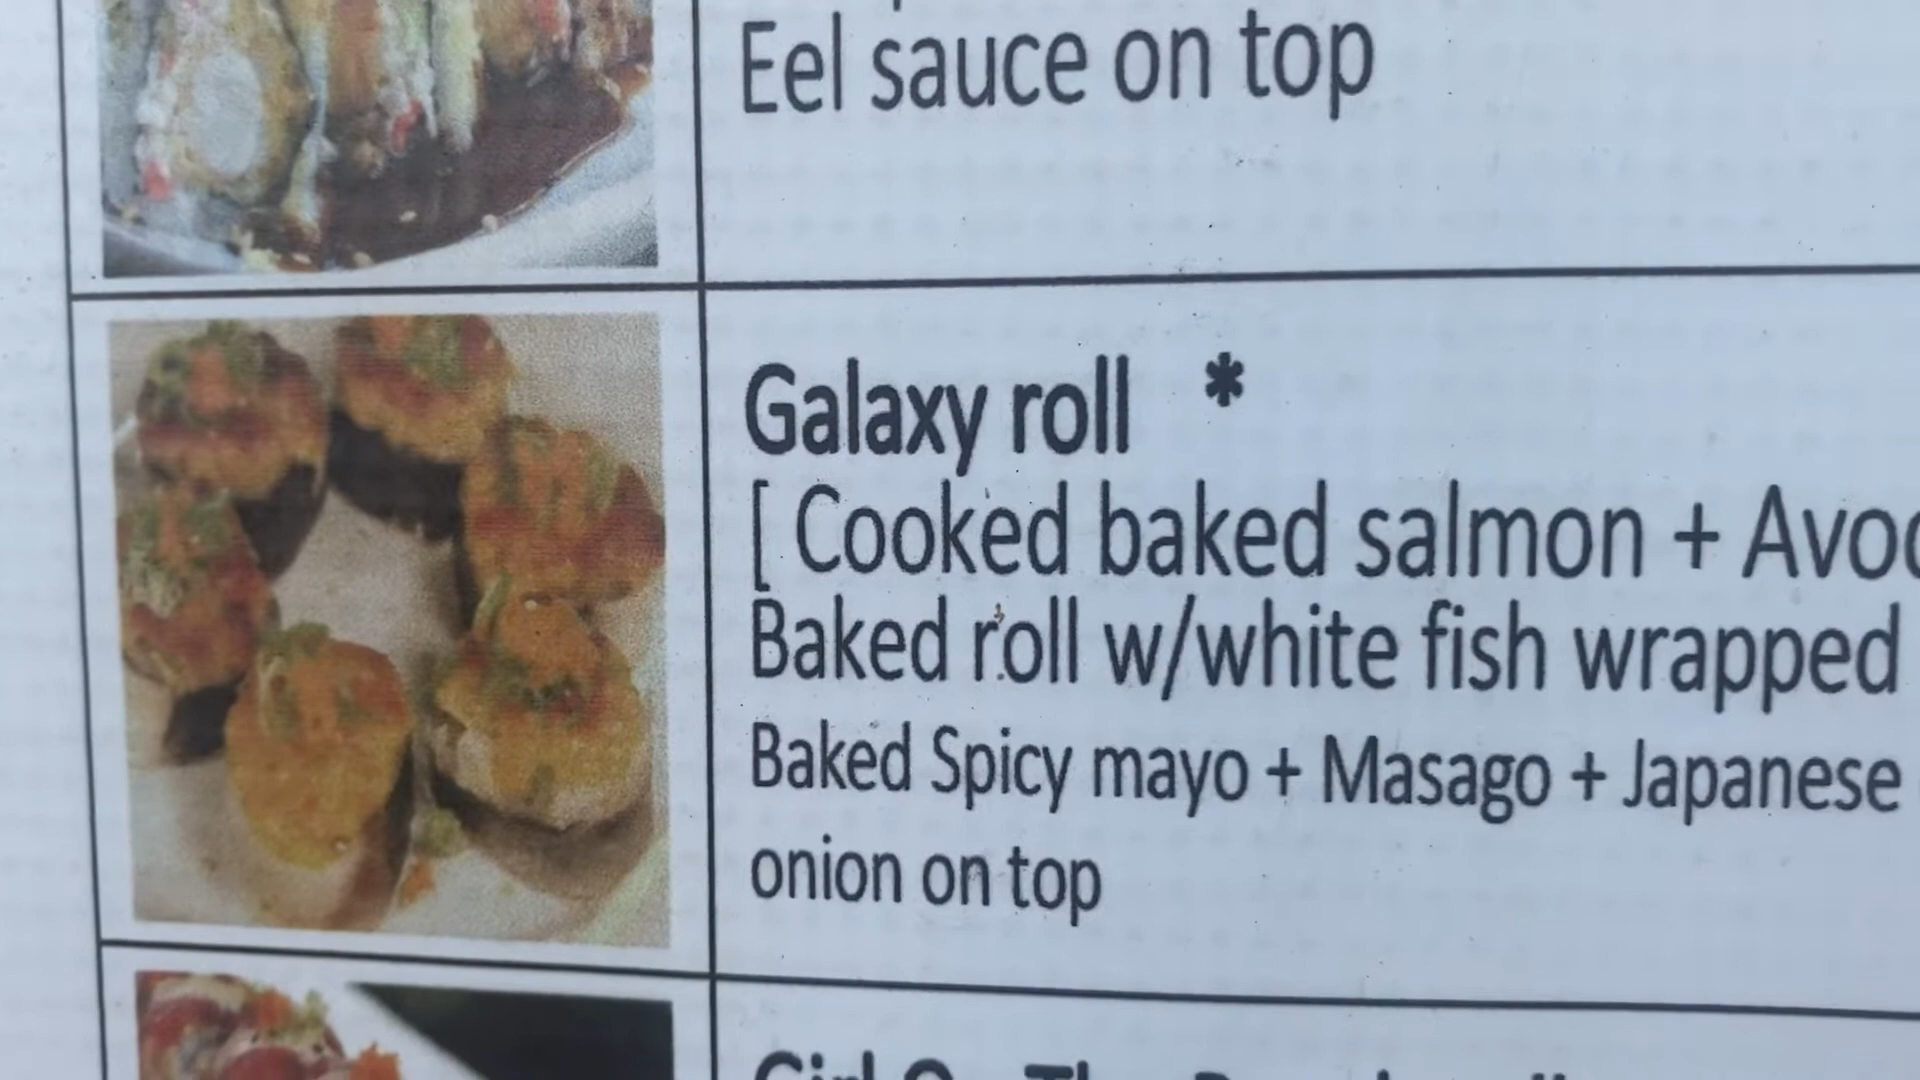 Eel sauce on top
Galaxy roll *
[ Cooked baked salmon + Avoc
Baked roll w/white fish wrapped
Baked Spicy mayo + Masago + Japanese
onion on top